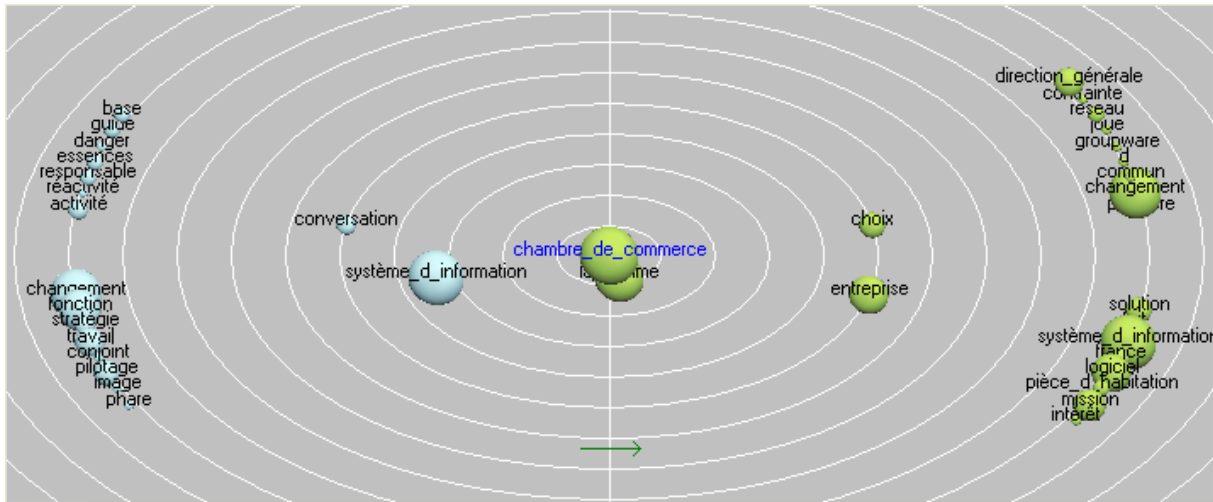 base
guide
danger
essences
responsable
réactivité
activité
changement
fonction
stratégie
travail
conjoint
pilotage
image
phare
conversation
système_d_information
chambre_de_commerce
choix
entreprise
direction_générale
contrainte
réseau
joue
groupware
d
commun
changement
solution
système_d_information
france
logiciel
pièce_d_habitation
mission
intérêt